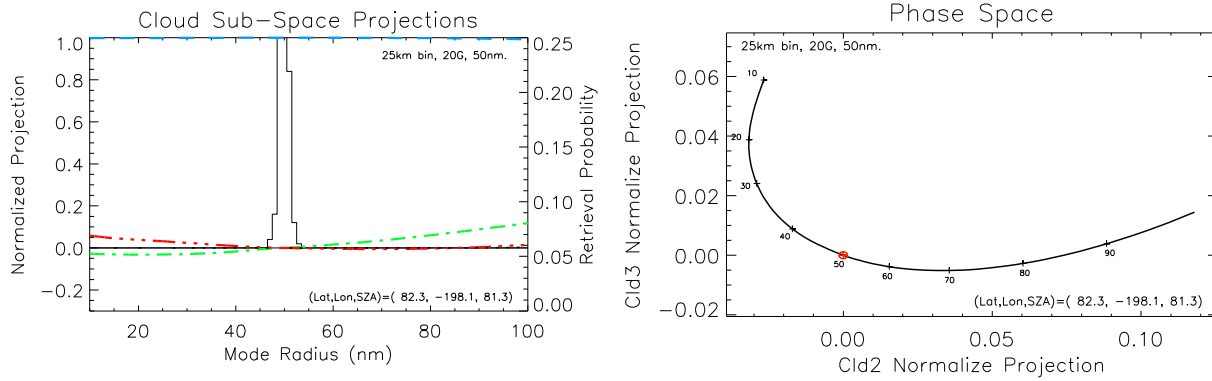 Cloud Sub-Space Projections
Normalized Projection
1.0
0.8
0.6
0.4
0.2
0.0
-0.2
25km bin, 20G, 50nm.
(Lat,Lon,SZA)=( 82.3, -198.1, 81.3)
0.25
0.20
0.15
0.10
0.05
0.00
Retrieval Probability
20 40 60 80 100
Mode Radius (nm)
Phase Space
Cld3 Normalize Projection
0.06
0.04
0.02
0.00
-0.02
25km bin, 20G, 50nm.
10
20
30
40
50
60
70
80
90
(Lat,Lon,SZA)=( 82.3, -198.1, 81.3)
0.00 0.05 0.10
Cld2 Normalize Projection